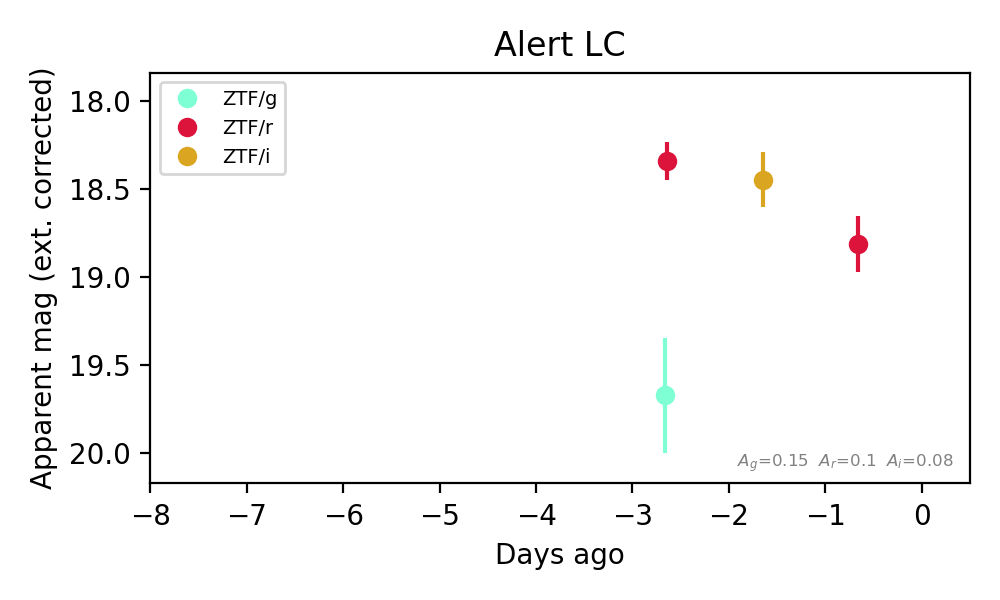 Alert LC
Apparent mag (ext. corrected)
18.0
18.5
19.0
19.5
20.0
ZTF/g
ZTF/r
ZTF/i
A_g=0.15 A_r=0.1 A_i=0.08
−8 −7 −6 −5 −4 −3 −2 −1 0
Days ago